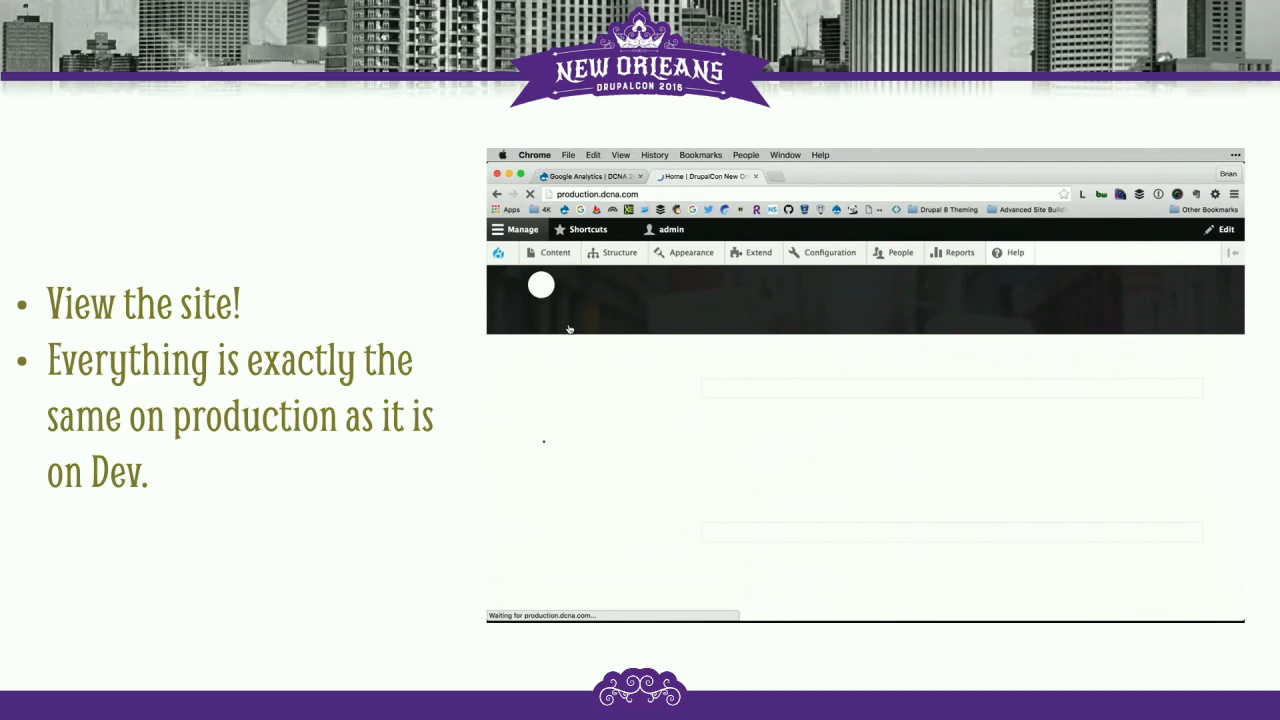 NEW ORLEANS
DRUPALCON 2016
• View the site!
• Everything is exactly the
same on production as it is
on Dev.
Chrome File Edit View History Bookmarks People Window Help
Google Analytics | DCNA Home | DrupalCon New Brian
production.dcna.com
Apps 4K Drupal 8 Theming Advanced Site Other Bookmarks
Manage Shortcuts admin Edit
Content Structure Appearance Extend Configuration People Reports Help
Waiting for production.dcna.com...